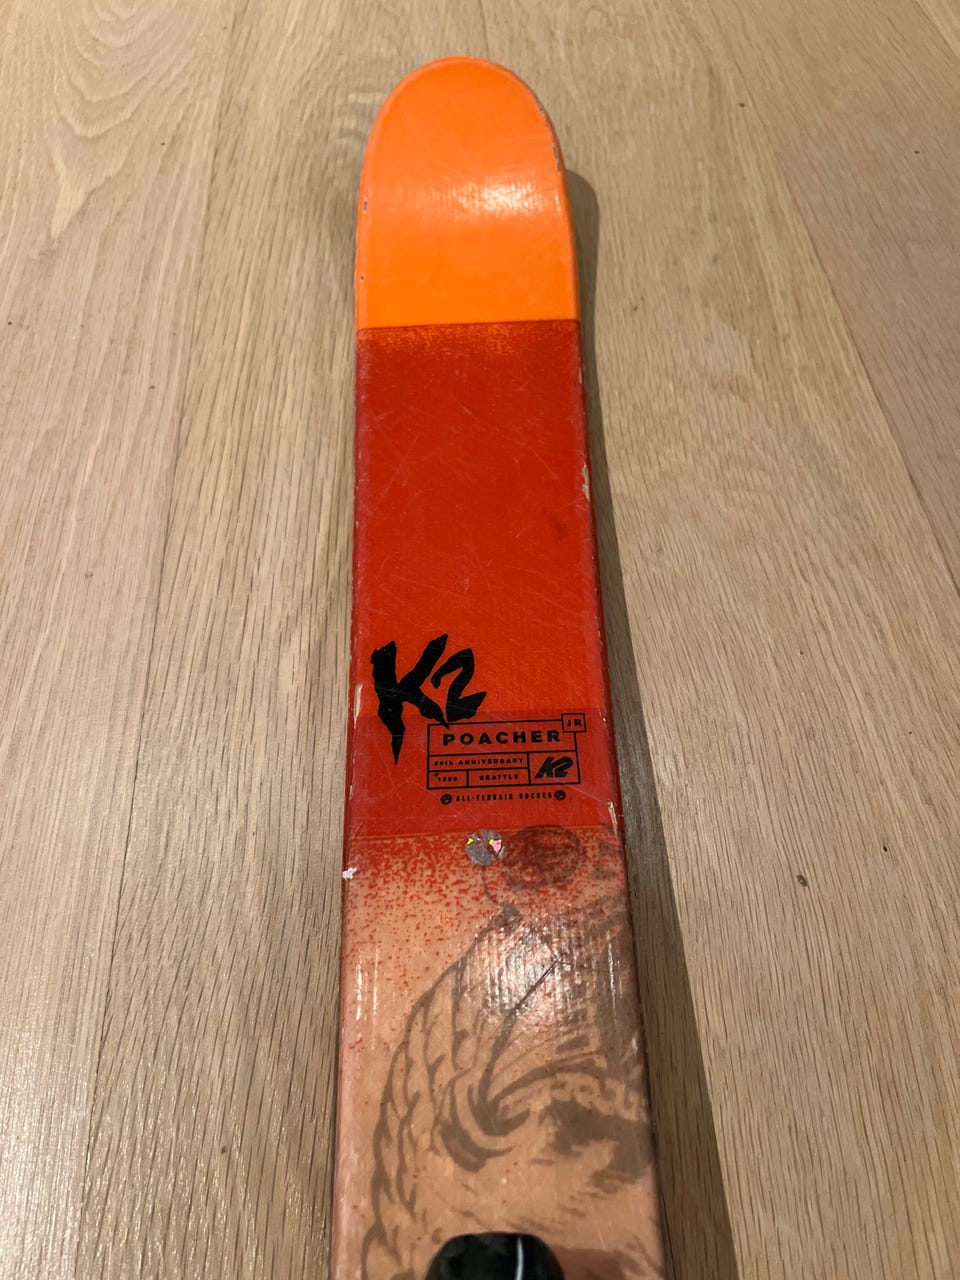 K2
JR
POACHER
20th ANNIVERSARY
SEATTLE
K2
ALL-TERRAIN ROCKER